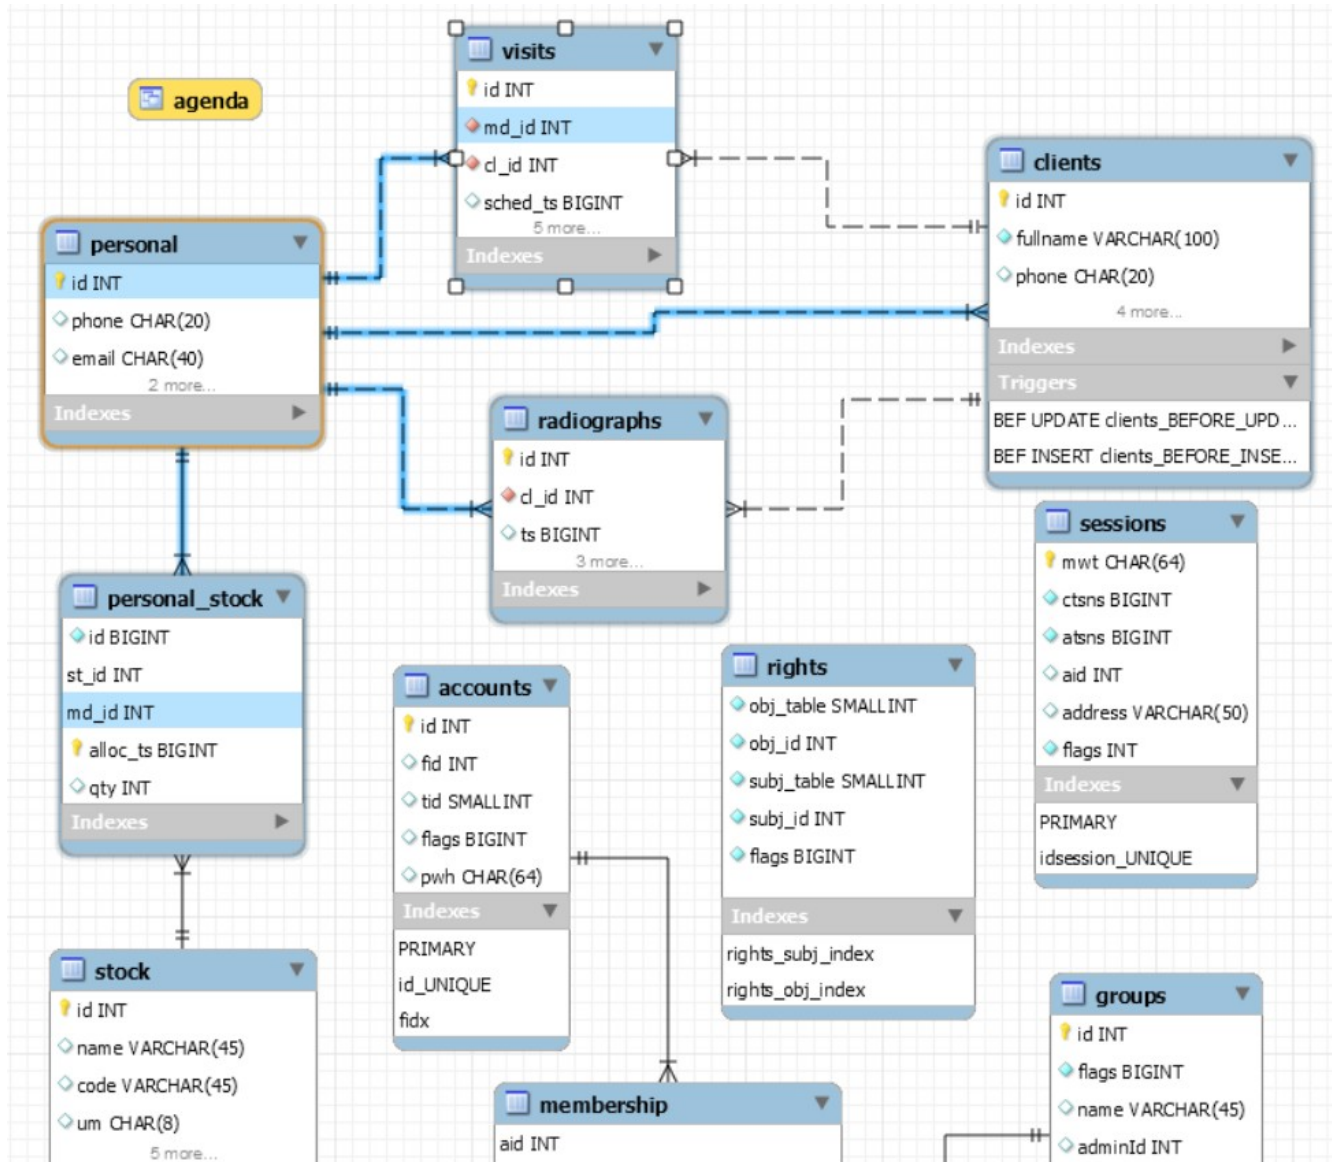 agenda
visits
id INT
md_id INT
cl_id INT
sched_ts BIGINT
5 more...
Indexes
clients
id INT
fullname VARCHAR(100)
phone CHAR(20)
4 more...
Indexes
Triggers
BEF UPDATE clients_BEFORE_UPD...
BEF INSERT clients_BEFORE_INSE...
personal
id INT
phone CHAR(20)
email CHAR(40)
2 more...
Indexes
radiographs
id INT
cl_id INT
ts BIGINT
3 more...
Indexes
sessions
mwt CHAR(64)
ctsns BIGINT
atsns BIGINT
aid INT
address VARCHAR(50)
flags INT
Indexes
PRIMARY
idsession_UNIQUE
personal_stock
id BIGINT
st_id INT
md_id INT
alloc_ts BIGINT
qty INT
Indexes
accounts
id INT
fid INT
tid SMALLINT
flags BIGINT
pwh CHAR(64)
Indexes
PRIMARY
id_UNIQUE
fidx
rights
obj_table SMALLINT
obj_id INT
subj_table SMALLINT
subj_id INT
flags BIGINT
Indexes
rights_subj_index
rights_obj_index
stock
id INT
name VARCHAR(45)
code VARCHAR(45)
um CHAR(8)
5 more...
membership
aid INT
groups
id INT
flags BIGINT
name VARCHAR(45)
adminId INT